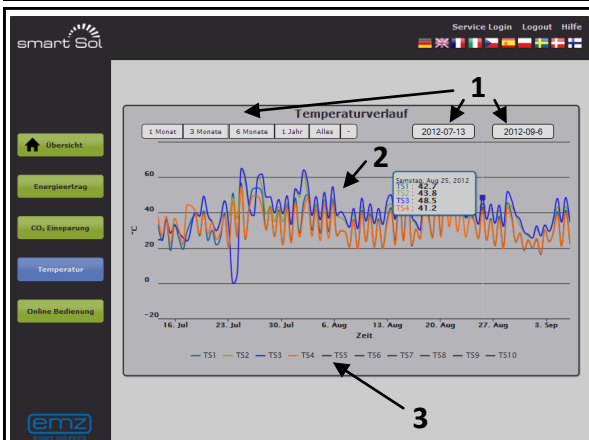 Service Login Logout Hilfe
smart Sol
1
Temperaturverlauf
1 Monat 3 Monate 6 Monate 1 Jahr Alles - 2012-07-13 2012-09-6
Übersicht
2
Samstag, Aug 25, 2012
TS1 : 42.7
TS2 : 43.8
TS3 : 48.5
TS4 : 41.2
Energieertrag
CO₂ Einsparung
Temperatur
Online Bedienung
°C
60
40
20
0
-20
16. Jul 23. Jul 30. Jul 6. Aug 13. Aug 20. Aug 27. Aug 3. Sep
Zeit
TS1 TS2 TS3 TS4 TS5 TS6 TS7 TS8 TS9 TS10
3
emz
smart solutions